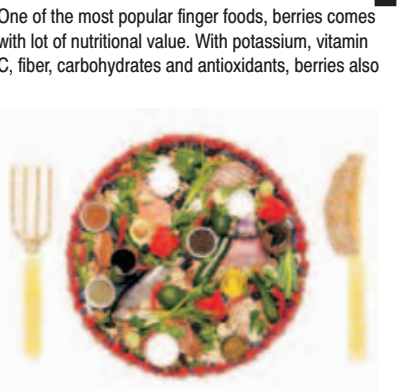 One of the most popular finger foods, berries comes
with lot of nutritional value. With potassium, vitamin
C, fiber, carbohydrates and antioxidants, berries also